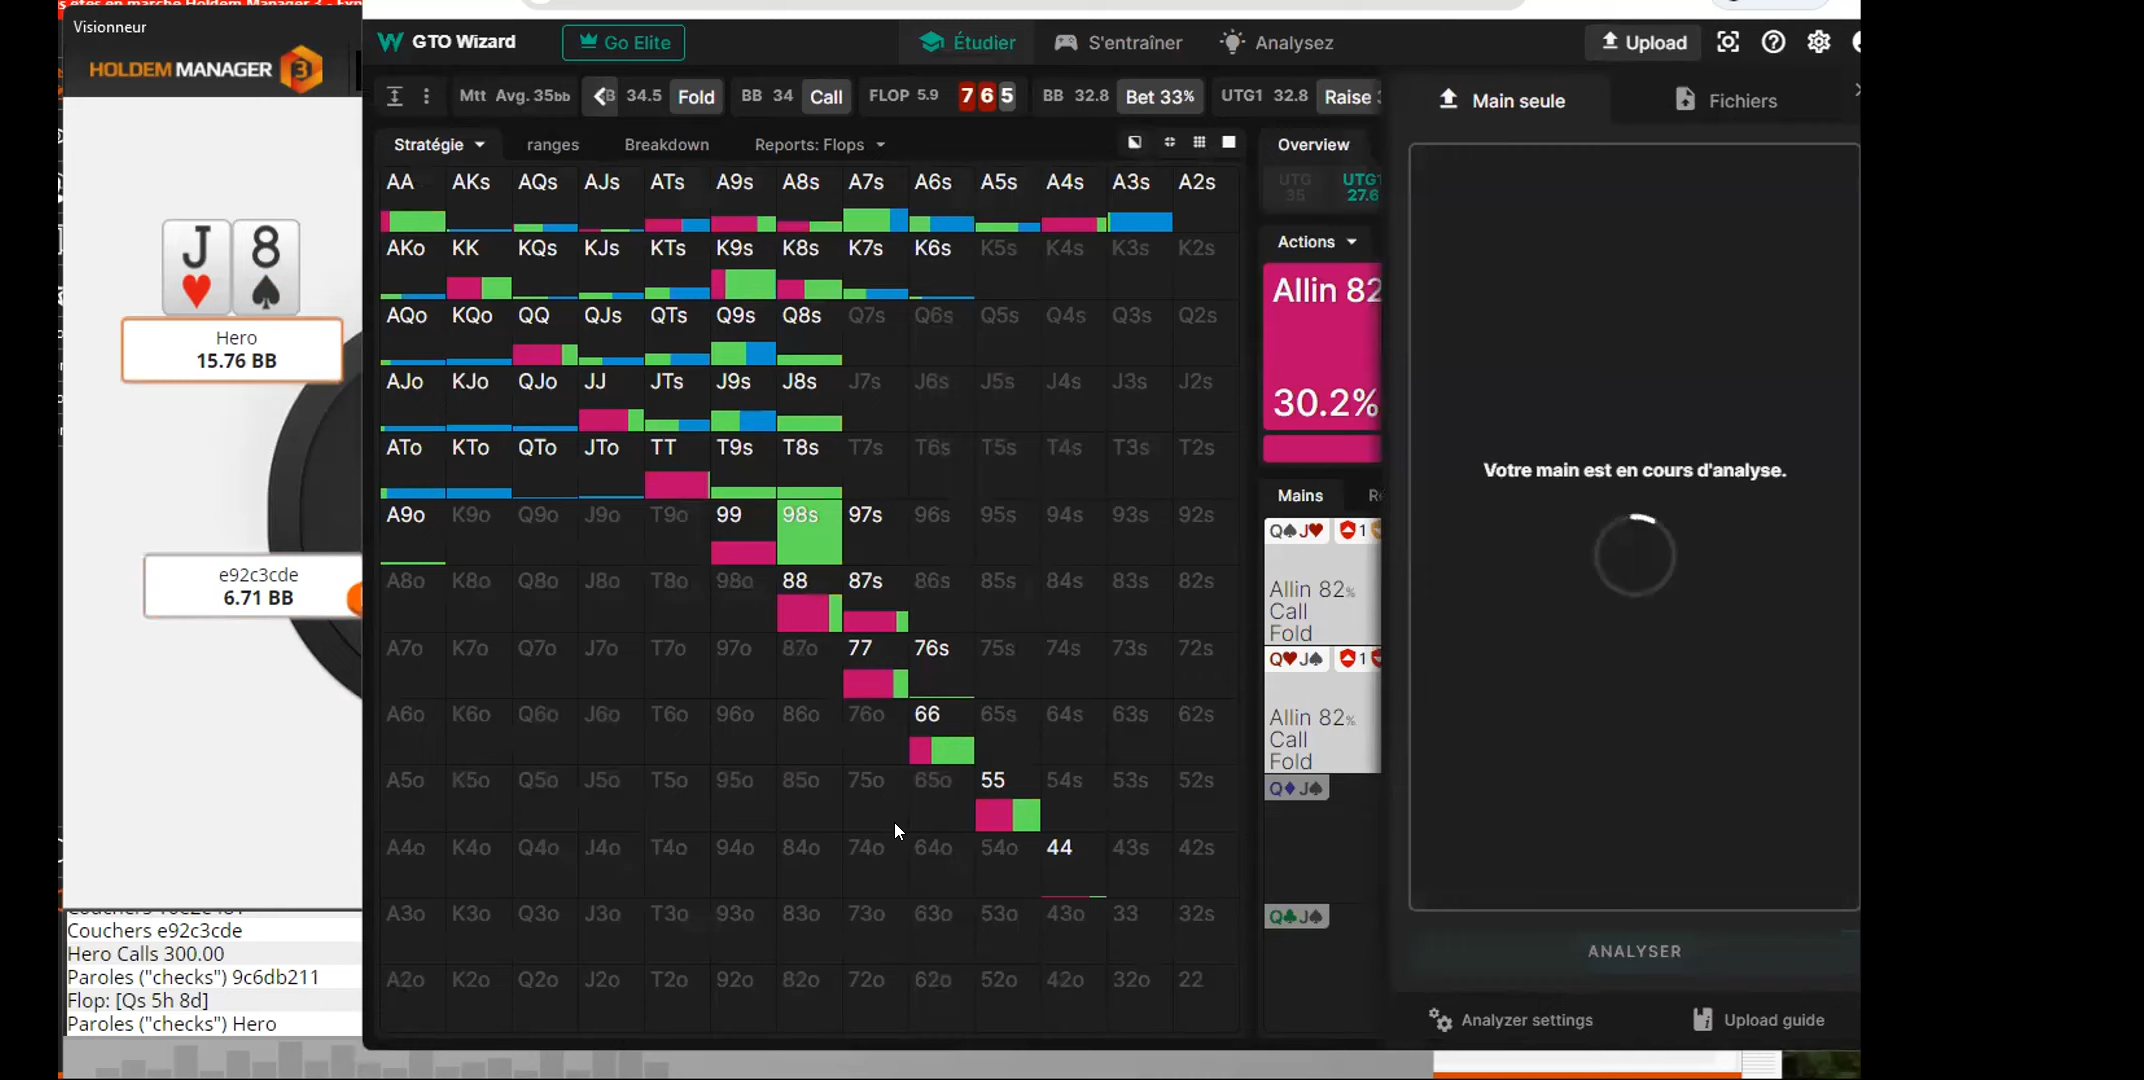 Visionneur
HOLDEM MANAGER 3
J 8
Hero
15.76 BB
e92c3cde
6.71 BB
Couchers e92c3cde
Hero Calls 300.00
Paroles ("checks") 9c6db211
Flop: [Qs 5h 8d]
Paroles ("checks") Hero
GTO Wizard
Go Elite
Étudier
S'entraîner
Analysez
Upload
Mtt Avg. 35bb
34.5 Fold
BB 34 Call
FLOP 5.9 7 6 5
BB 32.8 Bet 33%
UTG1 32.8 Raise
Stratégie
ranges
Breakdown
Reports: Flops
AA AKs AQs AJs ATs A9s A8s A7s A6s A5s A4s A3s A2s
AKo KK KQs KJs KTs K9s K8s K7s K6s K5s K4s K3s K2s
AQo KQo QQ QJs QTs Q9s Q8s Q7s Q6s Q5s Q4s Q3s Q2s
AJo KJo QJo JJ JTs J9s J8s J7s J6s J5s J4s J3s J2s
ATo KTo QTo JTo TT T9s T8s T7s T6s T5s T4s T3s T2s
A9o K9o Q9o J9o T9o 99 98s 97s 96s 95s 94s 93s 92s
A8o K8o Q8o J8o T8o 98o 88 87s 86s 85s 84s 83s 82s
A7o K7o Q7o J7o T7o 97o 87o 77 76s 75s 74s 73s 72s
A6o K6o Q6o J6o T6o 96o 86o 76o 66 65s 64s 63s 62s
A5o K5o Q5o J5o T5o 95o 85o 75o 65o 55 54s 53s 52s
A4o K4o Q4o J4o T4o 94o 84o 74o 64o 54o 44 43s 42s
A3o K3o Q3o J3o T3o 93o 83o 73o 63o 53o 43o 33 32s
A2o K2o Q2o J2o T2o 92o 82o 72o 62o 52o 42o 32o 22
Overview
UTG
35
UTG1
27.6
Actions
Allin 82
30.2%
Mains
Q♠J♥ 1
Allin 82%
Call
Fold
Q♥J♠ 1
Allin 82%
Call
Fold
Q♦J♠
Q♣J♠
Main seule
Fichiers
Votre main est en cours d'analyse.
ANALYSER
Analyzer settings
Upload guide